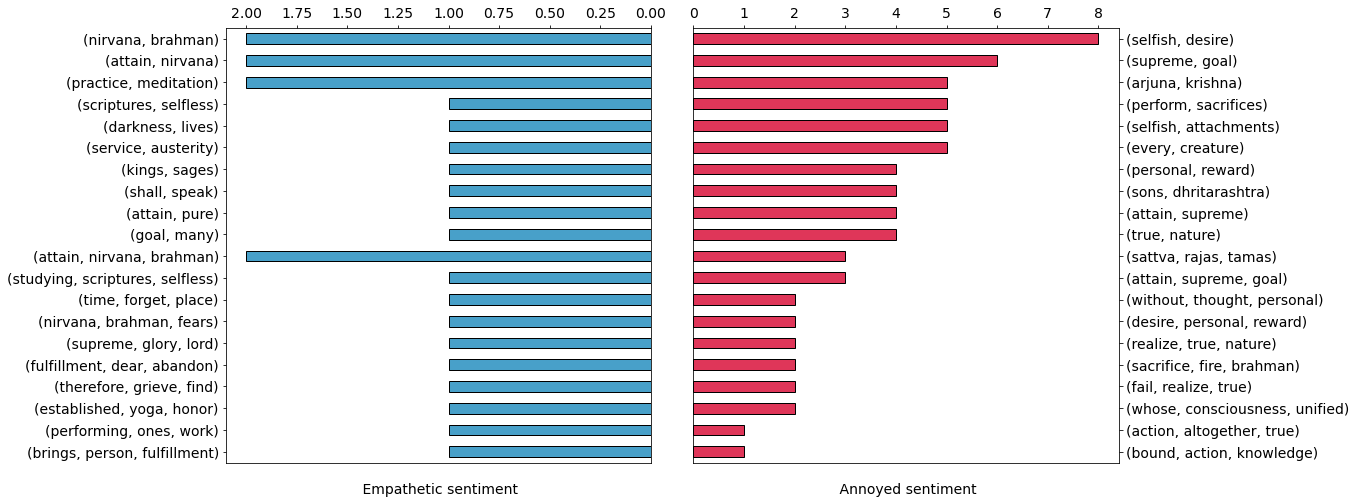 2.00 1.75 1.50 1.25 1.00 0.75 0.50 0.25 0.00
0 1 2 3 4 5 6 7 8
(nirvana, brahman)
(attain, nirvana)
(practice, meditation)
(scriptures, selfless)
(darkness, lives)
(service, austerity)
(kings, sages)
(shall, speak)
(attain, pure)
(goal, many)
(attain, nirvana, brahman)
(studying, scriptures, selfless)
(time, forget, place)
(nirvana, brahman, fears)
(supreme, glory, lord)
(fulfillment, dear, abandon)
(therefore, grieve, find)
(established, yoga, honor)
(performing, ones, work)
(brings, person, fulfillment)
(selfish, desire)
(supreme, goal)
(arjuna, krishna)
(perform, sacrifices)
(selfish, attachments)
(every, creature)
(personal, reward)
(sons, dhritarashtra)
(attain, supreme)
(true, nature)
(sattva, rajas, tamas)
(attain, supreme, goal)
(without, thought, personal)
(desire, personal, reward)
(realize, true, nature)
(sacrifice, fire, brahman)
(fail, realize, true)
(whose, consciousness, unified)
(action, altogether, true)
(bound, action, knowledge)
Empathetic sentiment
Annoyed sentiment